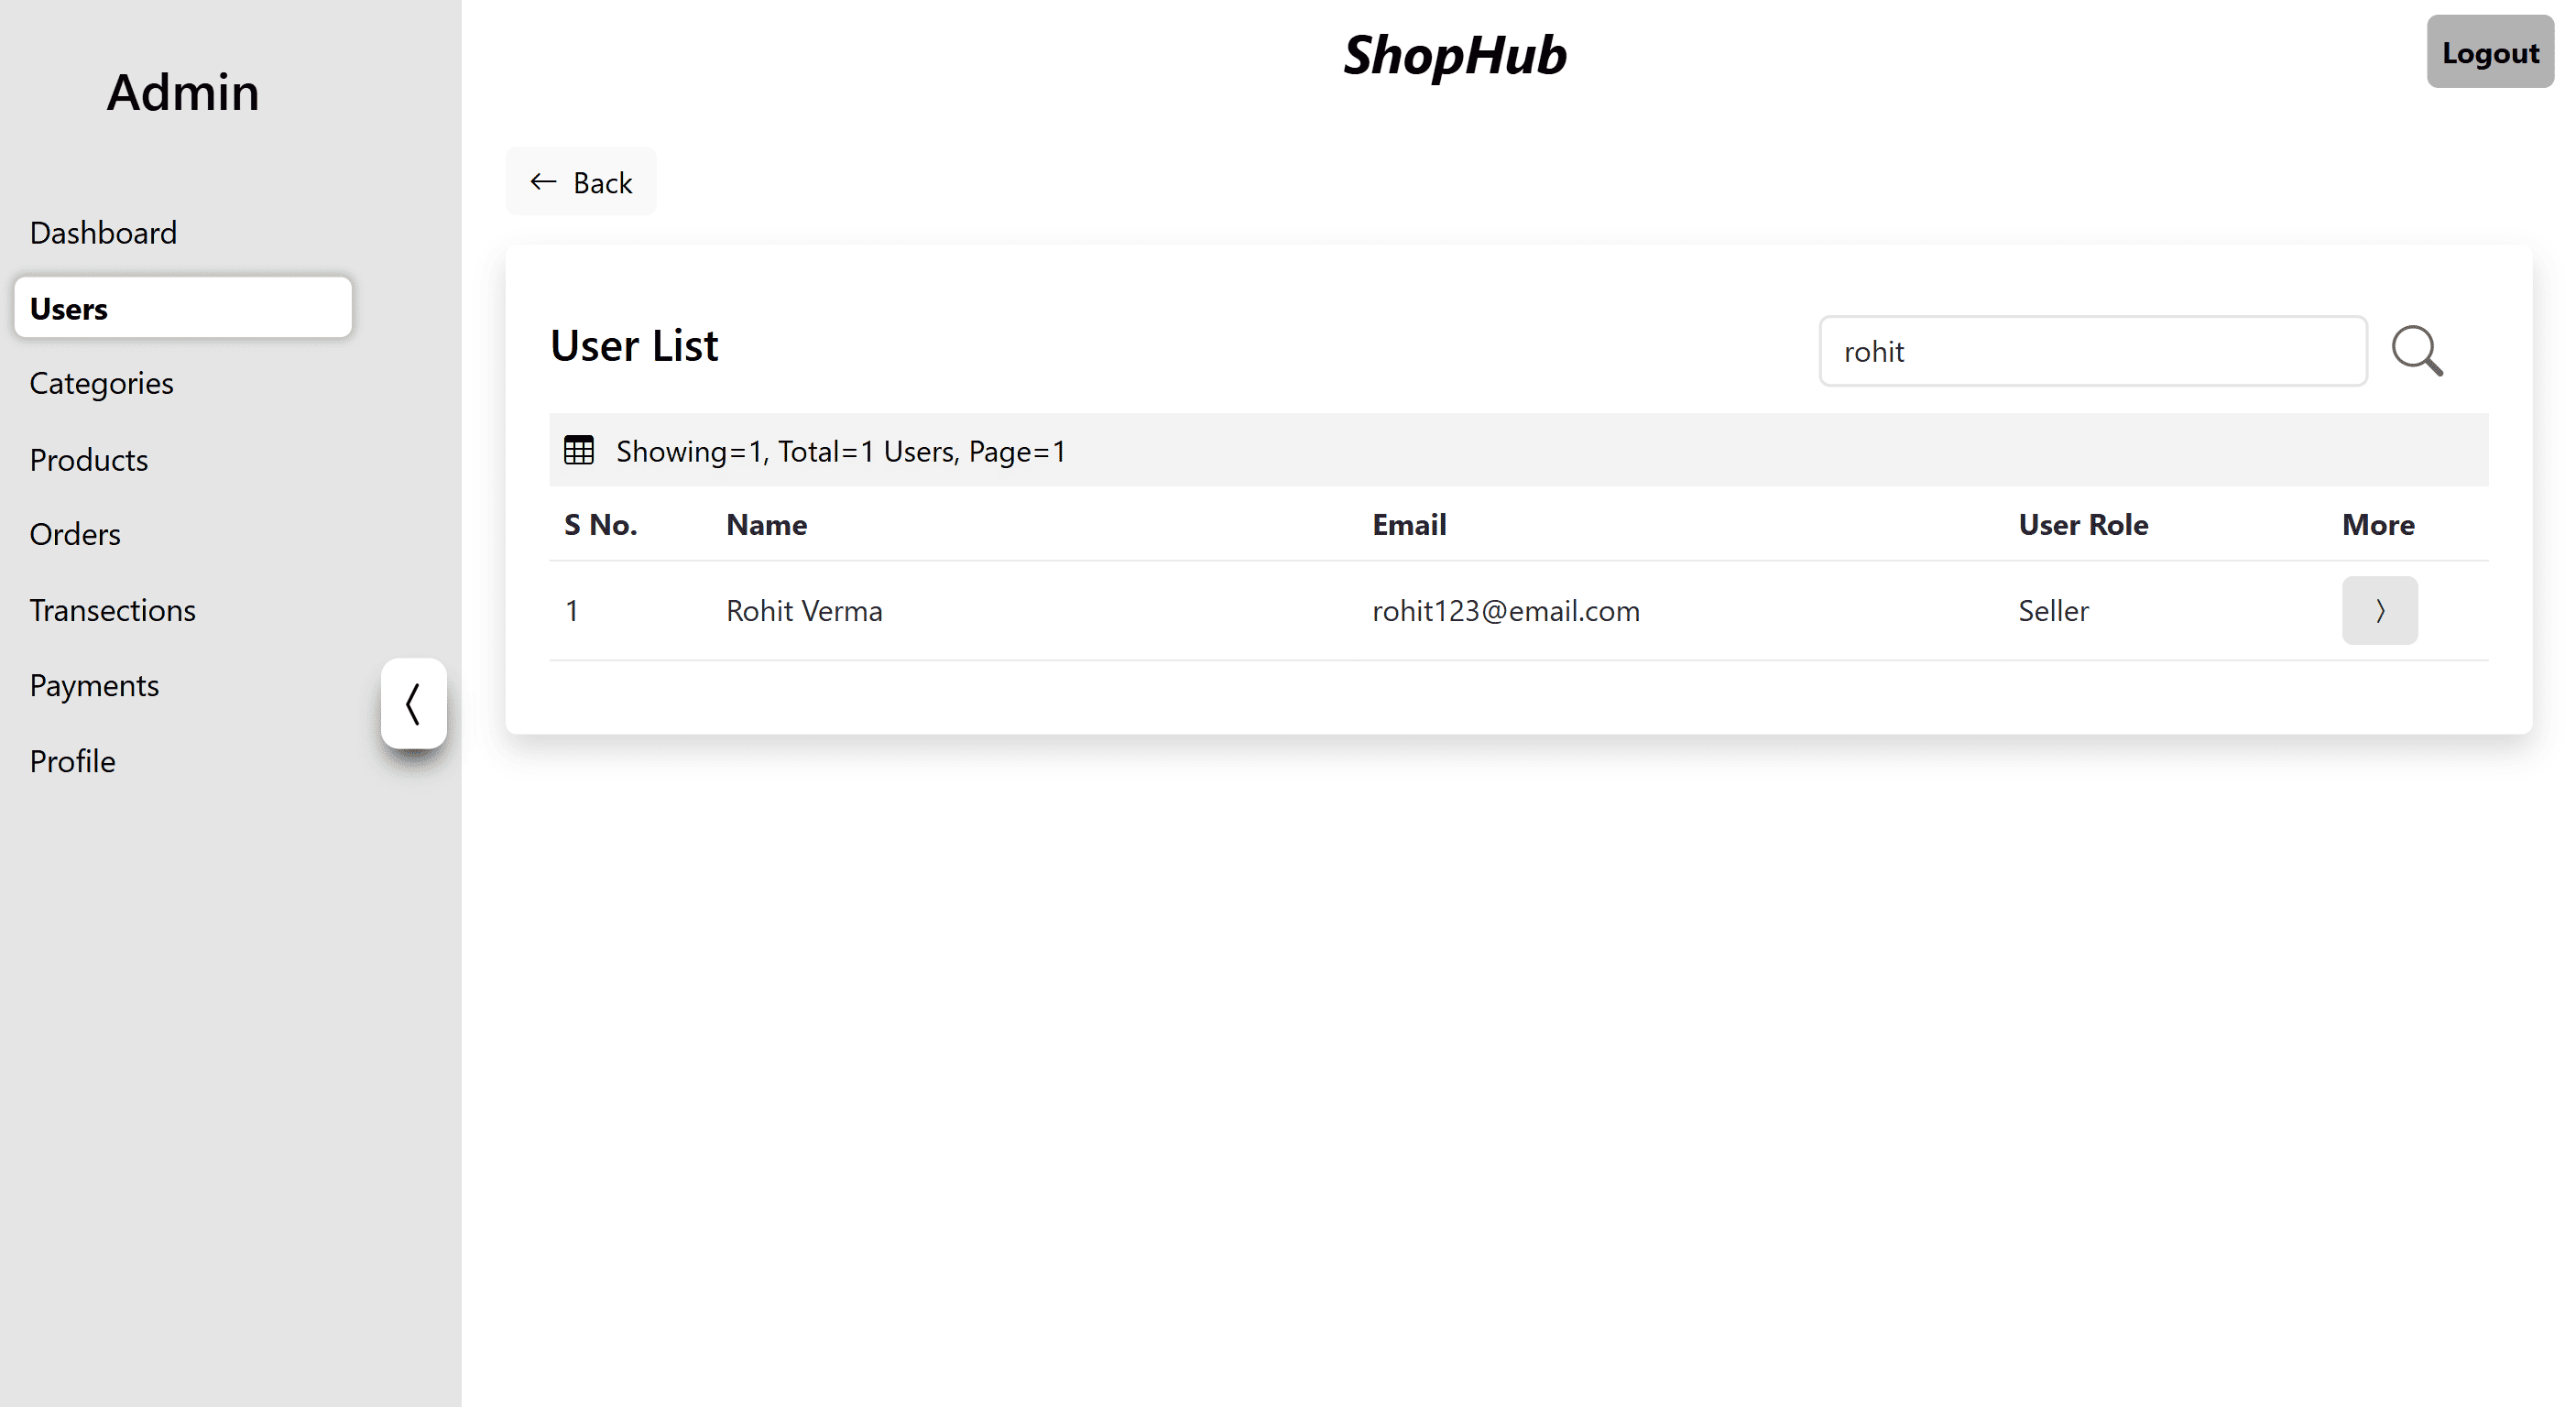 Admin
Dashboard
Users
Categories
Products
Orders
Transections
Payments
Profile
ShopHub
Logout
← Back
User List
rohit
Showing=1, Total=1 Users, Page=1
S No. Name Email User Role More
1 Rohit Verma rohit123@email.com Seller